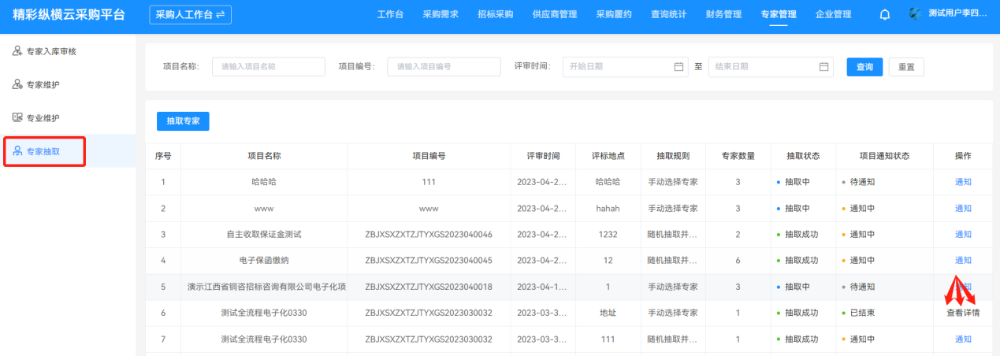 精彩纵横云采购平台 采购人工作台 工作台 采购需求 招标采购 供应商管理 采购履约 查询统计 财务管理 专家管理 企业管理 测试用户李四...
专家入库审核
专家维护
专业维护
专家抽取
项目名称: 请输入项目名称 项目编号: 请输入项目编号 评审时间: 开始日期 至 结束日期 查询 重置
抽取专家
序号 项目名称 项目编号 评审时间 评标地点 抽取规则 专家数量 抽取状态 项目通知状态 操作
1 哈哈哈 111 2023-04-2... 哈哈哈 手动选择专家 3 抽取中 待通知 通知
2 www www 2023-04-2... hahah 手动选择专家 3 抽取中 通知中 通知
3 自主收取保证金测试 ZBJXSXZXTZJTYXGS2023040046 2023-04-2... 1232 随机抽取并... 2 抽取成功 通知中 通知
4 电子保函缴纳 ZBJXSXZXTZJTYXGS2023040045 2023-04-2... 12 随机抽取并... 6 抽取成功 通知中 通知
5 演示江西省铜咨招标咨询有限公司电子化项 ZBJXSXZXTZJTYXGS2023040018 2023-04-1... 1 手动选择专家 3 抽取中 待通知 通知
6 测试全流程电子化0330 ZBJXSXZXTZJTYXGS2023030032 2023-03-3... 地址 手动选择专家 1 抽取成功 已结束 查看详情
7 测试全流程电子化0330 ZBJXSXZXTZJTYXGS2023030032 2023-03-3... 111 随机抽取并... 1 抽取成功 通知中 通知